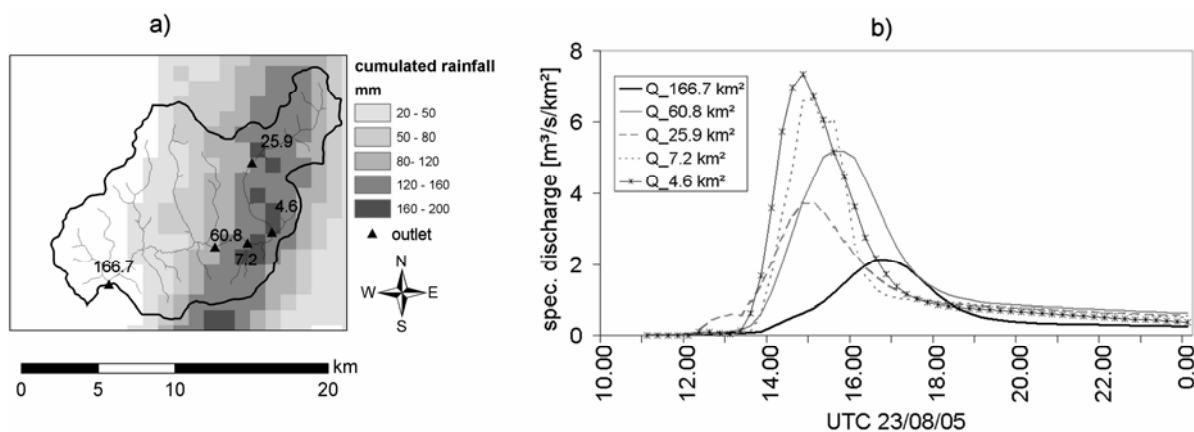 a)
cumulated rainfall
mm
20 - 50
50 - 80
80- 120
120 - 160
160 - 200
outlet
25.9
4.6
60.8
7.2
166.7
N
W E
S
0 5 10 20 km
b)
spec. discharge [m³/s/km²]
8
6
4
2
0
Q_166.7 km²
Q_60.8 km²
Q_25.9 km²
Q_7.2 km²
Q_4.6 km²
10.00 12.00 14.00 16.00 18.00 20.00 22.00 0.00
UTC 23/08/05